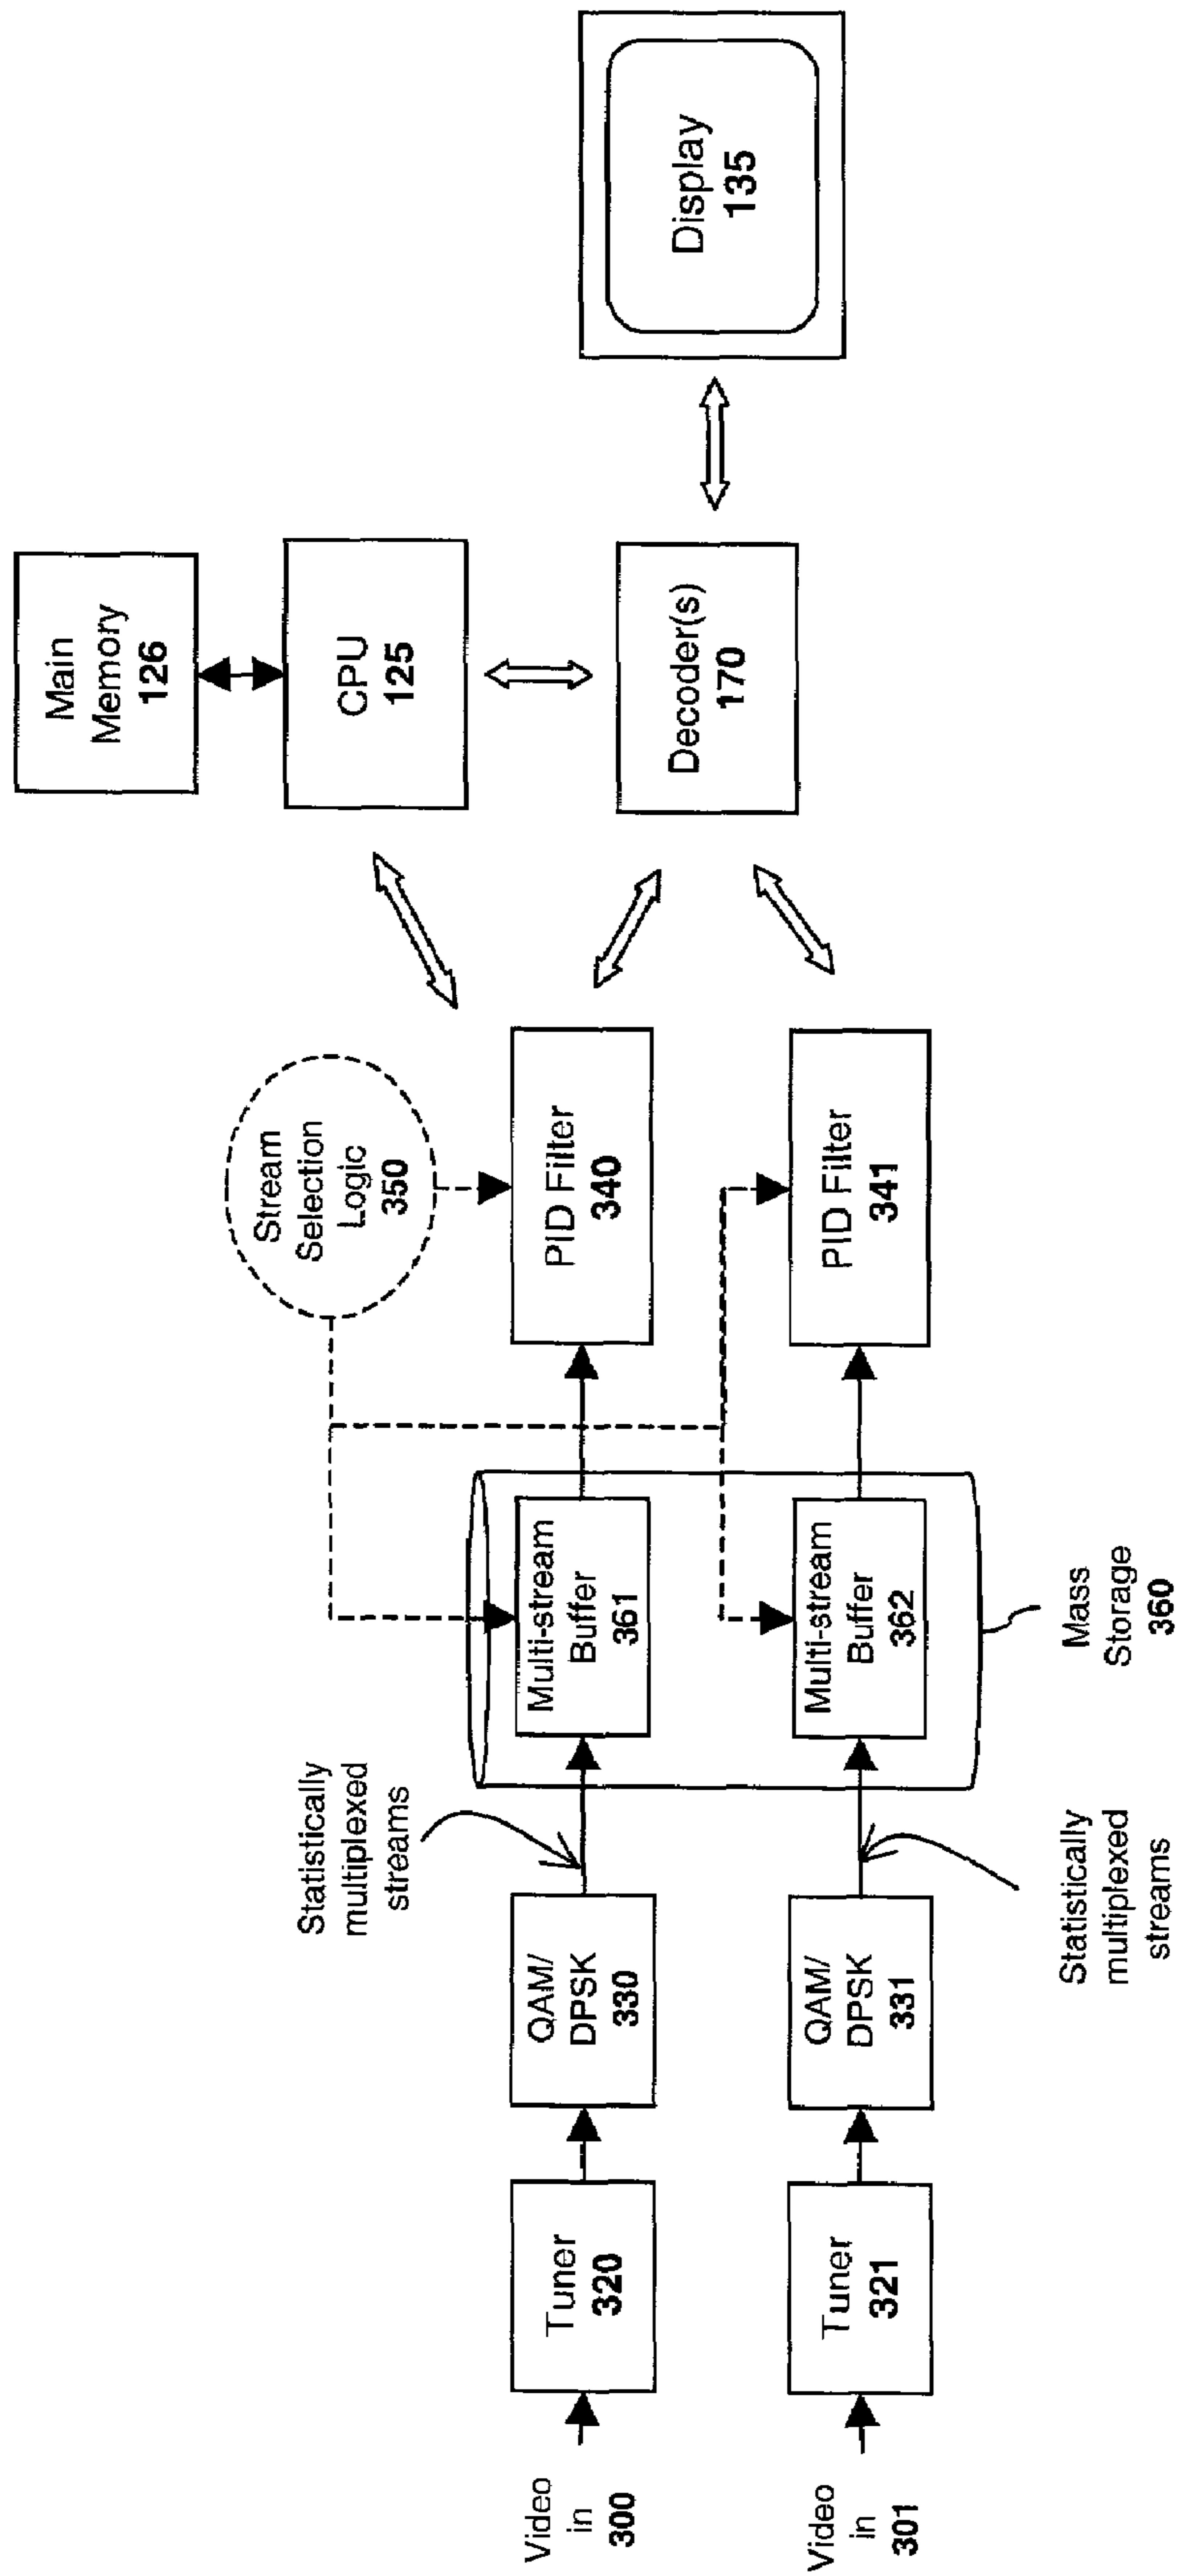 Main
Memory
126
CPU
125
Decoder(s)
170
Display
135
Stream
Selection
Logic
350
PID Filter
340
PID Filter
341
Multi-stream
Buffer
361
Multi-stream
Buffer
362
Mass
Storage
360
Statistically
multiplexed
streams
Statistically
multiplexed
streams
QAM/
DPSK
330
QAM/
DPSK
331
Tuner
320
Tuner
321
Video
in
300
Video
in
301